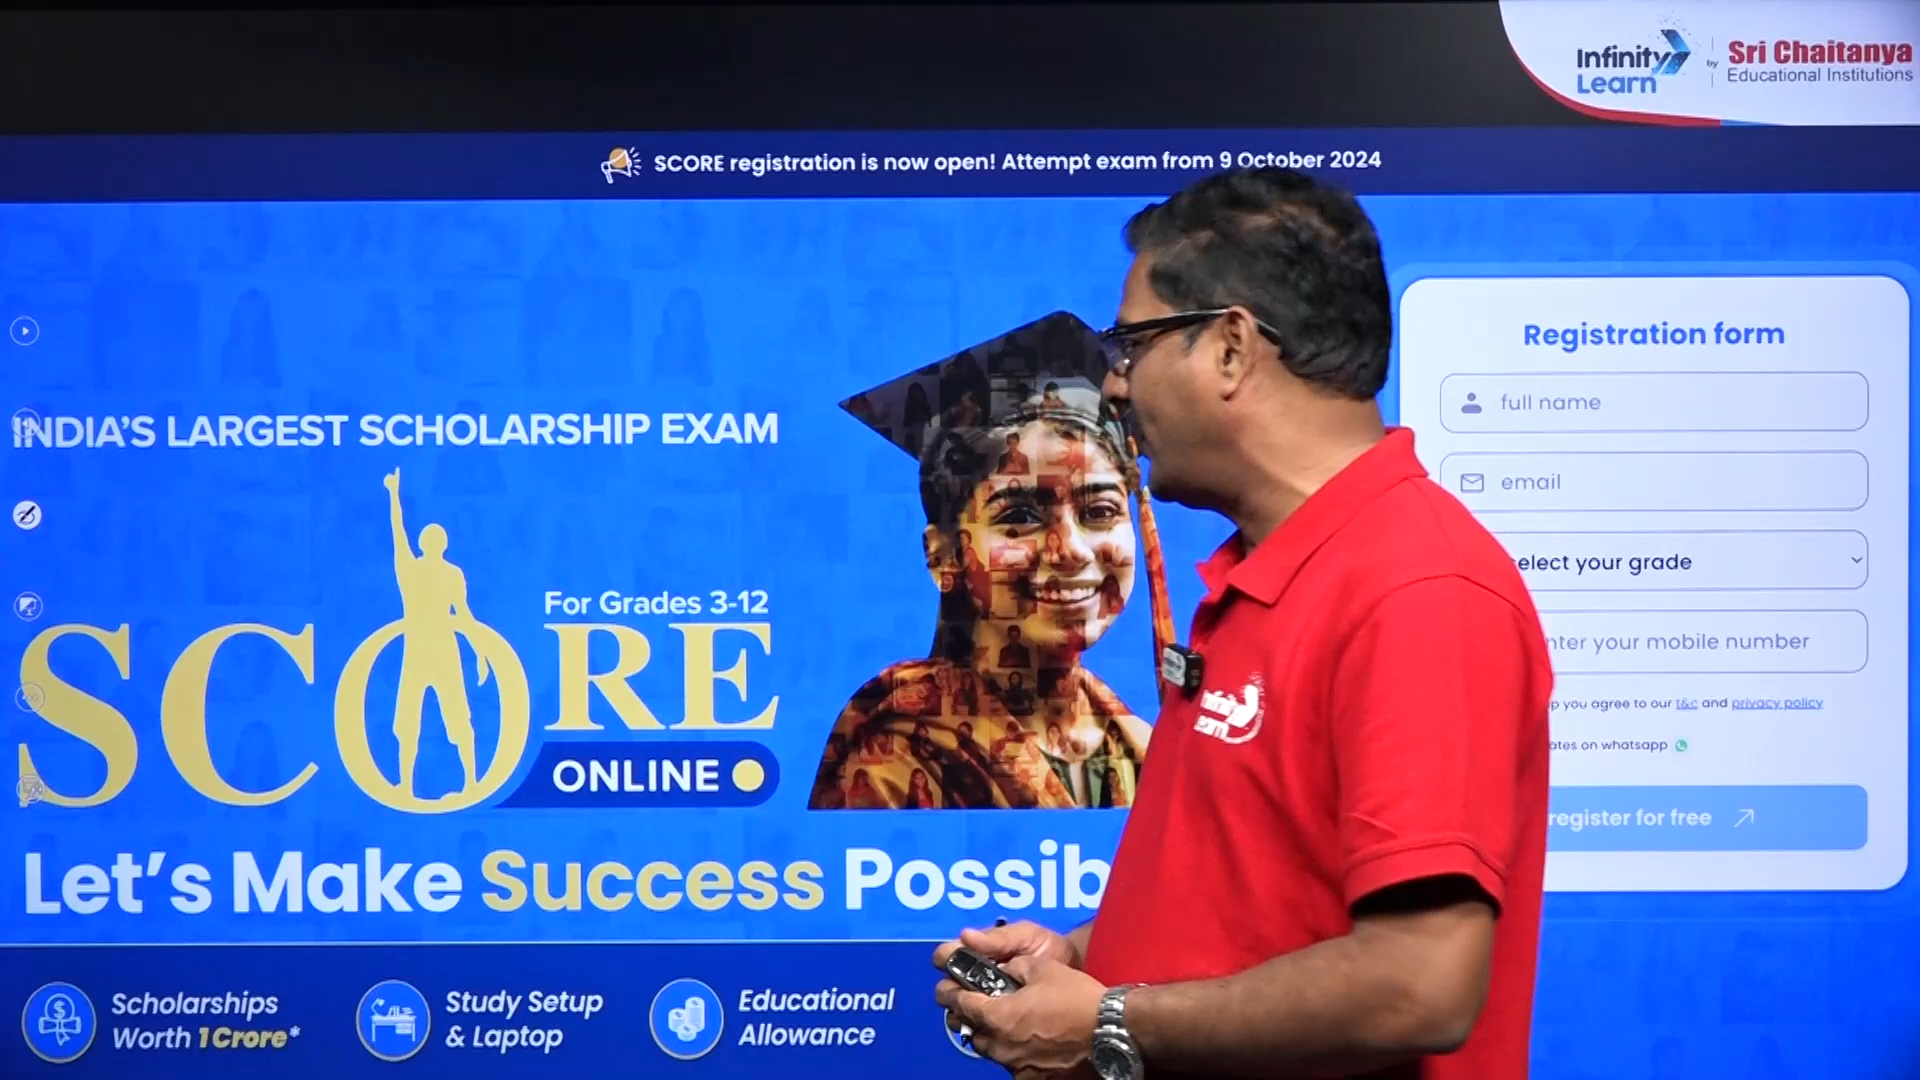 Infinity
Learn
by
Sri Chaitanya
Educational Institutions
SCORE registration is now open! Attempt exam from 9 October 2024
INDIA'S LARGEST SCHOLARSHIP EXAM
For Grades 3-12
SCORE
ONLINE
Let's Make Success Possib
Scholarships
Worth 1 Crore*
Study Setup
& Laptop
Educational
Allowance
Registration form
full name
email
elect your grade
nter your mobile number
p you agree to our t&c and privacy policy
ates on whatsapp
register for free